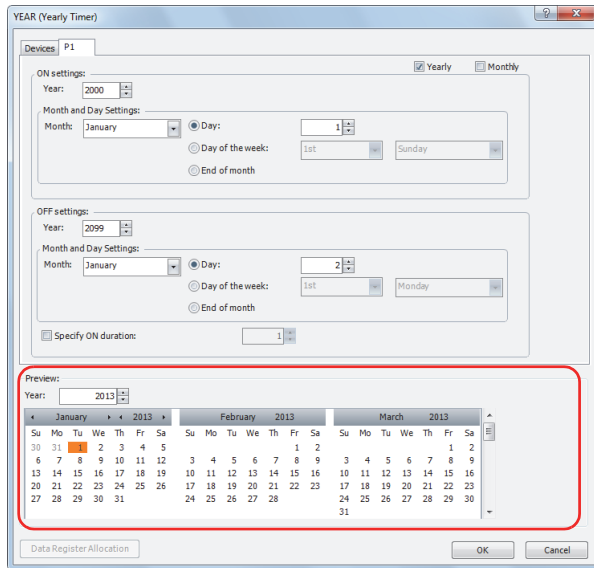 YEAR (Yearly Timer)
Devices P1
Yearly Monthly
ON settings:
Year: 2000
Month and Day Settings:
Month: January Day: 1
Day of the week: 1st Sunday
End of month
OFF settings:
Year: 2099
Month and Day Settings:
Month: January Day: 2
Day of the week: 1st Monday
End of month
Specify ON duration: 1
Preview:
Year: 2013
January 2013 February 2013 March 2013
Su Mo Tu We Th Fr Sa Su Mo Tu We Th Fr Sa Su Mo Tu We Th Fr Sa
30 31 1 2 3 4 5 1 2 1 2
6 7 8 9 10 11 12 3 4 5 6 7 8 9 3 4 5 6 7 8 9
13 14 15 16 17 18 19 10 11 12 13 14 15 16 10 11 12 13 14 15 16
20 21 22 23 24 25 26 17 18 19 20 21 22 23 17 18 19 20 21 22 23
27 28 29 30 31 24 25 26 27 28 24 25 26 27 28 29 30
31
Data Register Allocation OK Cancel